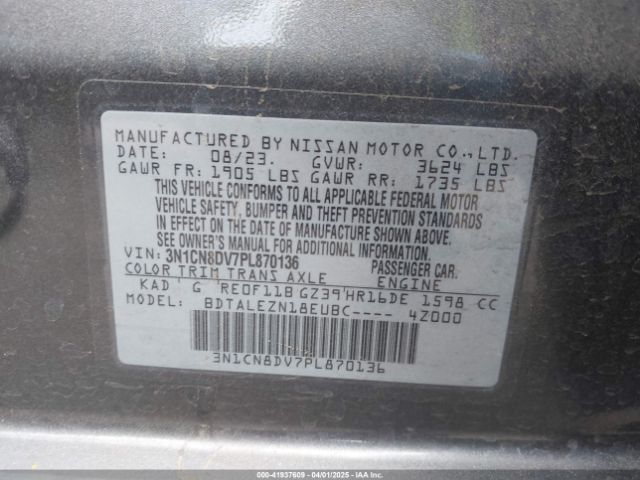 MANUFACTURED BY NISSAN MOTOR CO., LTD.
DATE: 08/23. GVWR: 3624 LBS
GAWR FR: 1905 LBS GAWR RR: 1735 LBS
THIS VEHICLE CONFORMS TO ALL APPLICABLE FEDERAL MOTOR
VEHICLE SAFETY, BUMPER AND THEFT PREVENTION STANDARDS
IN EFFECT ON THE DATE OF MANUFACTURE SHOWN ABOVE.
SEE OWNER'S MANUAL FOR ADDITIONAL INFORMATION.
VIN: 3N1CN8DV7PL870136 PASSENGER CAR.
COLOR TRIM TRANS AXLE ENGINE
KAD G RE0F11B GZ39 HR16DE 1598 CC
MODEL: BDTALEZN18EUBC---- 4Z000
3N1CN8DV7PL870136
000-41937609 04/01/2025 IAAI.com